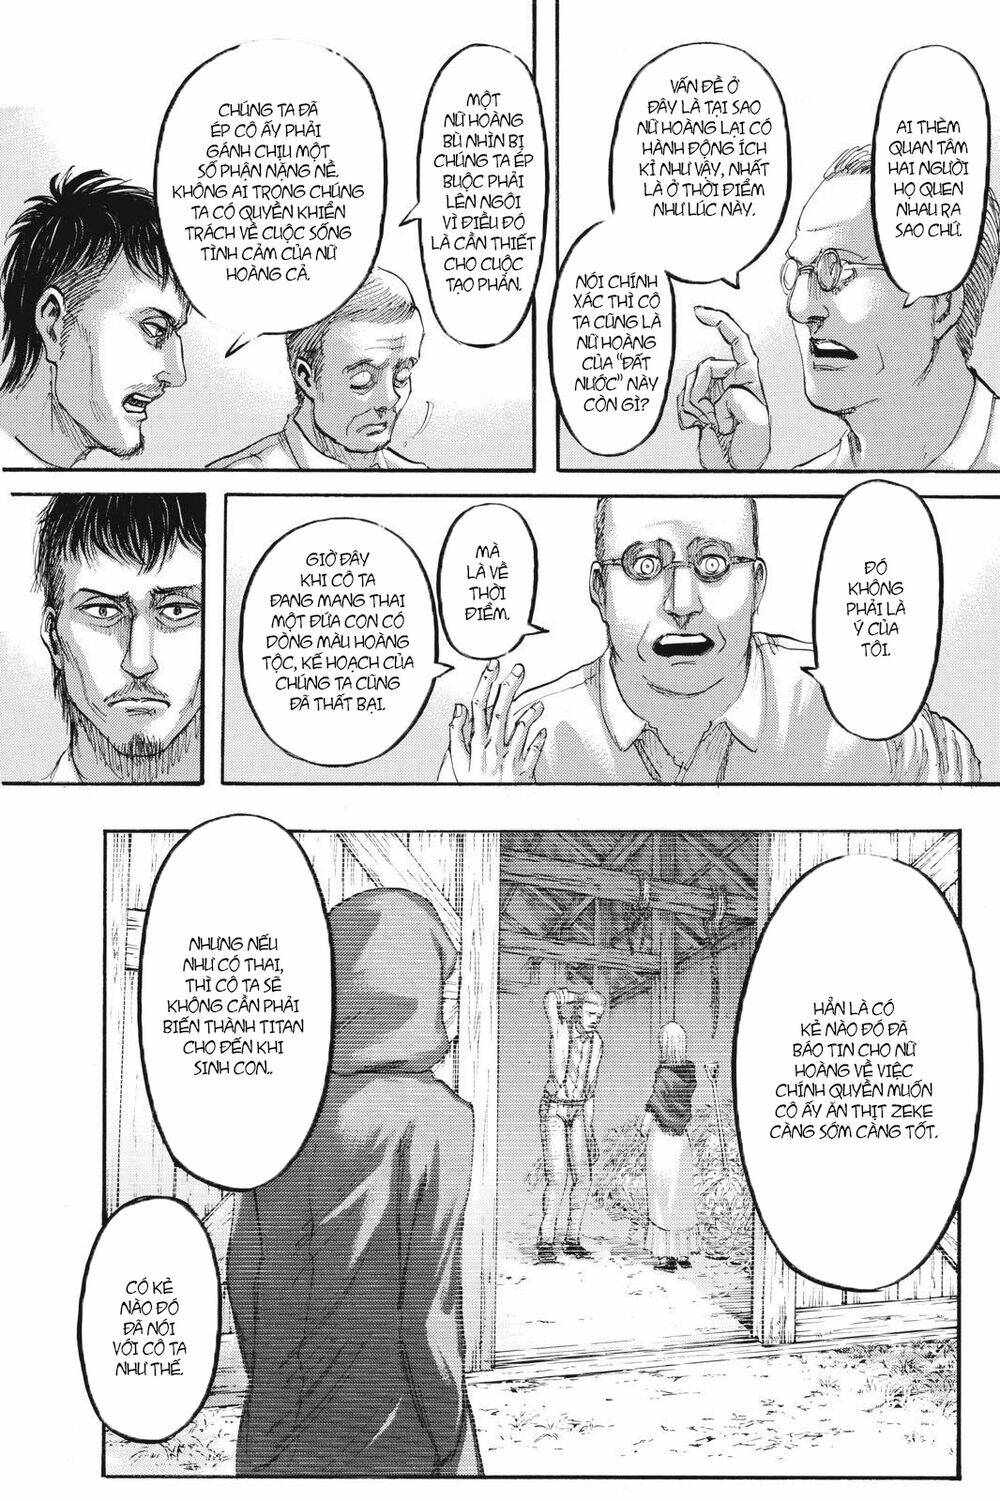 AI THÈM
QUAN TÂM
HAI NGƯỜI
HỌ QUEN
NHAU RA
SAO CHỨ.
VẤN ĐỀ Ở
ĐÂY LÀ TẠI SAO
NỮ HOÀNG LẠI CÓ
HÀNH ĐỘNG ÍCH
KỈ NHƯ VẬY, NHẤT
LÀ Ở THỜI ĐIỂM
NHƯ LÚC NÀY.
NÓI CHÍNH
XÁC THÌ CÔ
TA CŨNG LÀ
NỮ HOÀNG
CỦA "ĐẤT
NƯỚC" NÀY
CÒN GÌ?
MỘT
NỮ HOÀNG
BÙ NHÌN BỊ
CHÚNG TA ÉP
BUỘC PHẢI
LÊN NGÔI
VÌ ĐIỀU ĐÓ
LÀ CẦN THIẾT
CHO CUỘC
TẠO PHẢN.
CHÚNG TA ĐÃ
ÉP CÔ ẤY PHẢI
GÁNH CHỊU MỘT
SỐ PHẬN NẶNG NỀ.
KHÔNG AI TRONG CHÚNG
TA CÓ QUYỀN KHIỂN
TRÁCH VỀ CUỘC SỐNG
TÌNH CẢM CỦA NỮ
HOÀNG CẢ.
ĐÓ
KHÔNG
PHẢI LÀ
Ý CỦA
TÔI.
MÀ
LÀ VỀ
THỜI
ĐIỂM.
GIỜ ĐÂY
KHI CÔ TA
ĐANG MANG THAI
MỘT ĐỨA CON CÓ
DÒNG MÁU HOÀNG
TỘC, KẾ HOẠCH CỦA
CHÚNG TA CŨNG
ĐÃ THẤT BẠI.
HẲN LÀ CÓ
KẺ NÀO ĐÓ ĐÃ
BÁO TIN CHO NỮ
HOÀNG VỀ VIỆC
CHÍNH QUYỀN MUỐN
CÔ ẤY ĂN THỊT ZEKE
CÀNG SỚM CÀNG TỐT.
NHƯNG NẾU
NHƯ CÓ THAI,
THÌ CÔ TA SẼ
KHÔNG CẦN PHẢI
BIẾN THÀNH TITAN
CHO ĐẾN KHI
SINH CON..
CÓ KẺ
NÀO ĐÓ
ĐÃ NÓI
VỚI CÔ TA
NHƯ THẾ.